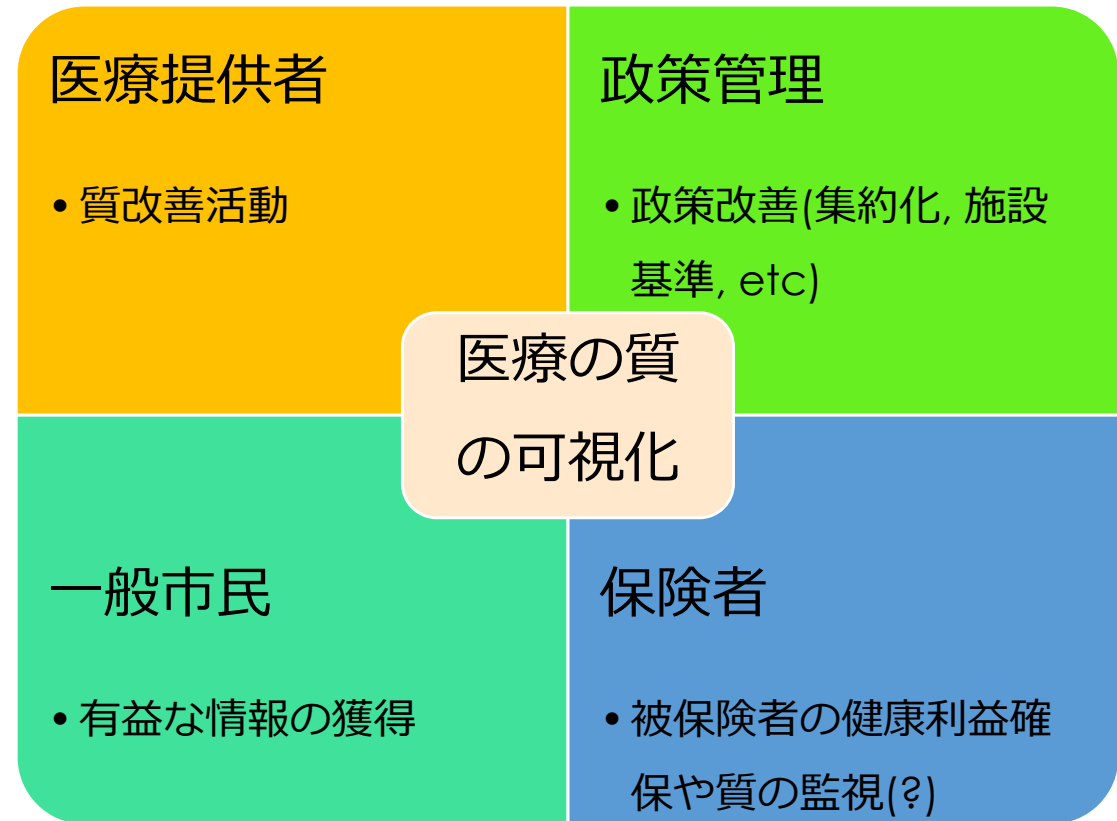 医療提供者
• 質改善活動
政策管理
• 政策改善(集約化, 施設
基準, etc)
医療の質
の可視化
一般市民
• 有益な情報の獲得
保険者
• 被保険者の健康利益確
保や質の監視(?)